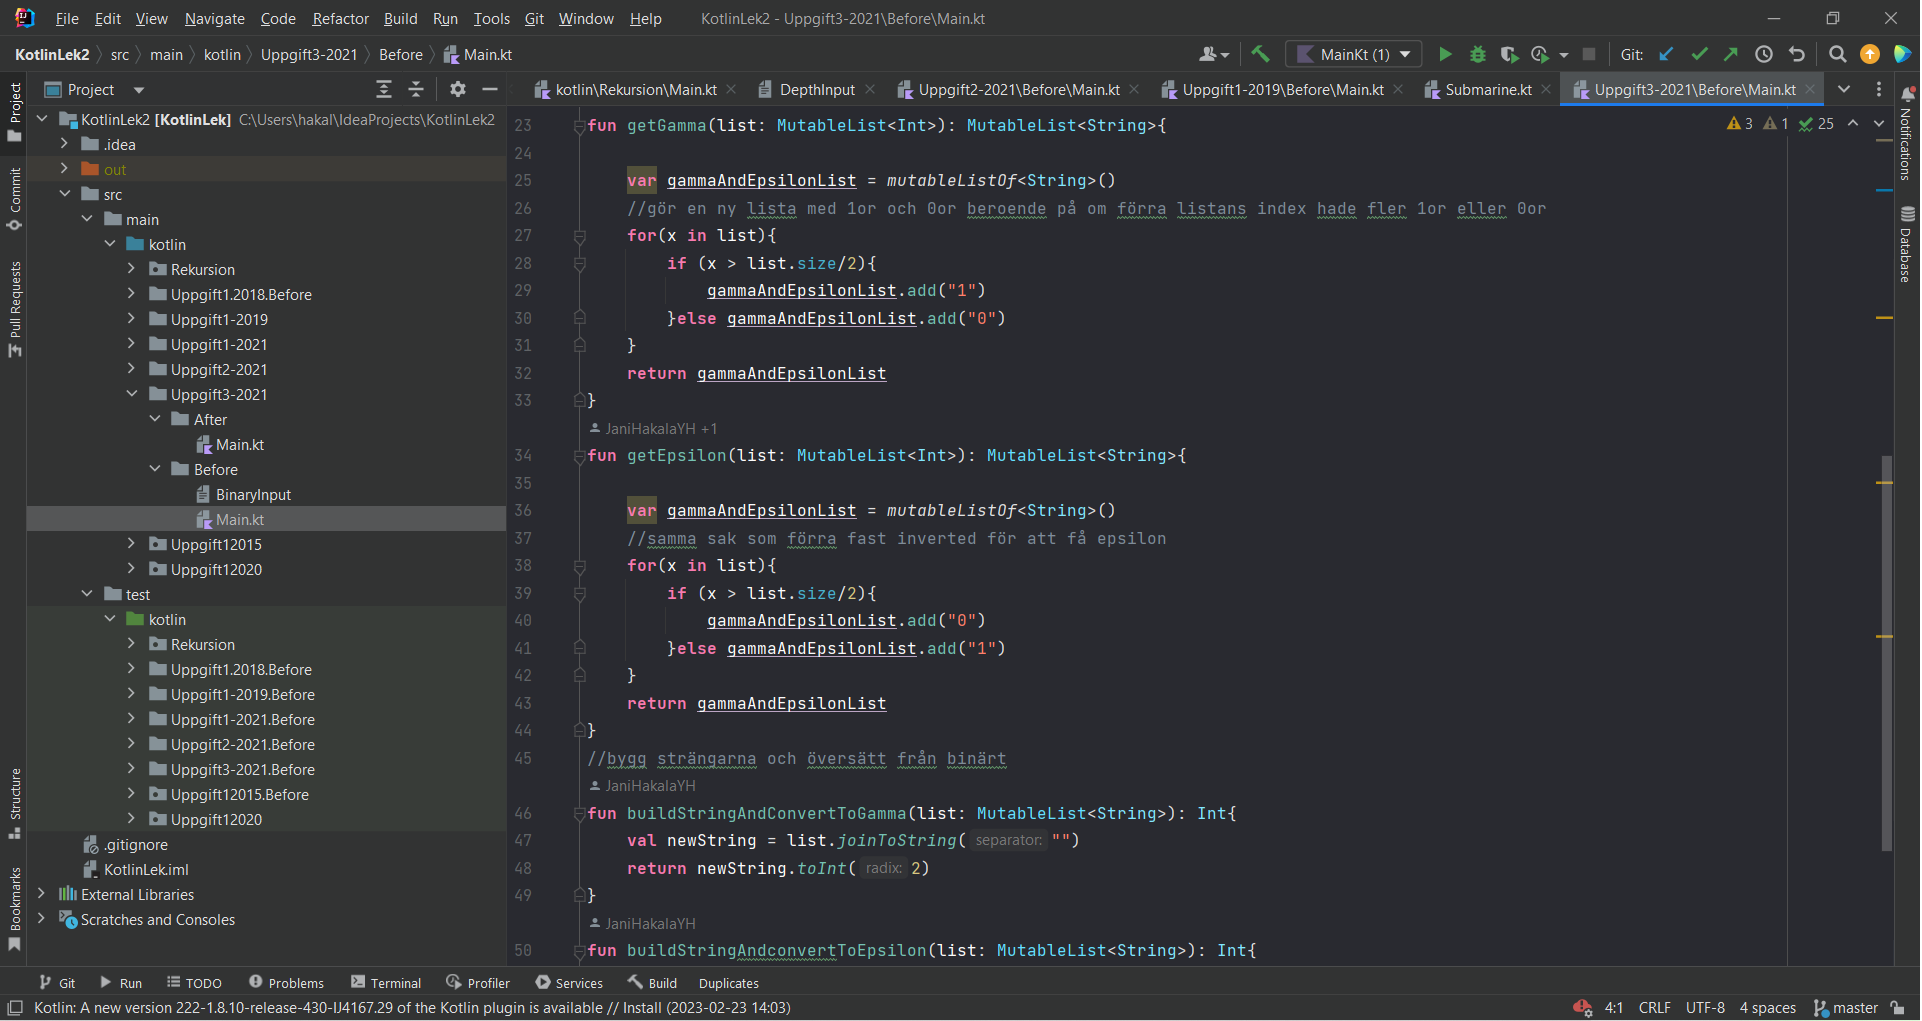 File Edit View Navigate Code Refactor Build Run Tools Git Window Help KotlinLek2 - Uppgift3-2021\Before\Main.kt
KotlinLek2 src main kotlin Uppgift3-2021 Before Main.kt MainKt (1) Git:
Project kotlin\Rekursion\Main.kt DepthInput Uppgift2-2021\Before\Main.kt Uppgift1-2019\Before\Main.kt Submarine.kt Uppgift3-2021\Before\Main.kt
Project
Commit
Pull Requests
Structure
Bookmarks
KotlinLek2 [KotlinLek] C:\Users\hakal\IdeaProjects\KotlinLek2
.idea
out
src
main
kotlin
Rekursion
Uppgift1.2018.Before
Uppgift1-2019
Uppgift1-2021
Uppgift2-2021
Uppgift3-2021
After
Main.kt
Before
BinaryInput
Main.kt
Uppgift12015
Uppgift12020
test
kotlin
Rekursion
Uppgift1.2018.Before
Uppgift1-2019.Before
Uppgift1-2021.Before
Uppgift2-2021.Before
Uppgift3-2021.Before
Uppgift12015.Before
Uppgift12020
.gitignore
KotlinLek.iml
External Libraries
Scratches and Consoles
3 1 25
23 fun getGamma(list: MutableList<Int>): MutableList<String>{
24
25 var gammaAndEpsilonList = mutableListOf<String>()
26 //gör en ny lista med 1or och 0or beroende på om förra listans index hade fler 1or eller 0or
27 for(x in list){
28 if (x > list.size/2){
29 gammaAndEpsilonList.add("1")
30 }else gammaAndEpsilonList.add("0")
31 }
32 return gammaAndEpsilonList
33 }
JaniHakalaYH +1
34 fun getEpsilon(list: MutableList<Int>): MutableList<String>{
35
36 var gammaAndEpsilonList = mutableListOf<String>()
37 //samma sak som förra fast inverted för att få epsilon
38 for(x in list){
39 if (x > list.size/2){
40 gammaAndEpsilonList.add("0")
41 }else gammaAndEpsilonList.add("1")
42 }
43 return gammaAndEpsilonList
44 }
45 //bygg strängarna och översätt från binärt
JaniHakalaYH
46 fun buildStringAndConvertToGamma(list: MutableList<String>): Int{
47 val newString = list.joinToString( separator: "")
48 return newString.toInt( radix: 2)
49 }
JaniHakalaYH
50 fun buildStringAndconvertToEpsilon(list: MutableList<String>): Int{
Notifications
Database
Git Run TODO Problems Terminal Profiler Services Build Duplicates
Kotlin: A new version 222-1.8.10-release-430-IJ4167.29 of the Kotlin plugin is available // Install (2023-02-23 14:03) 4:1 CRLF UTF-8 4 spaces master